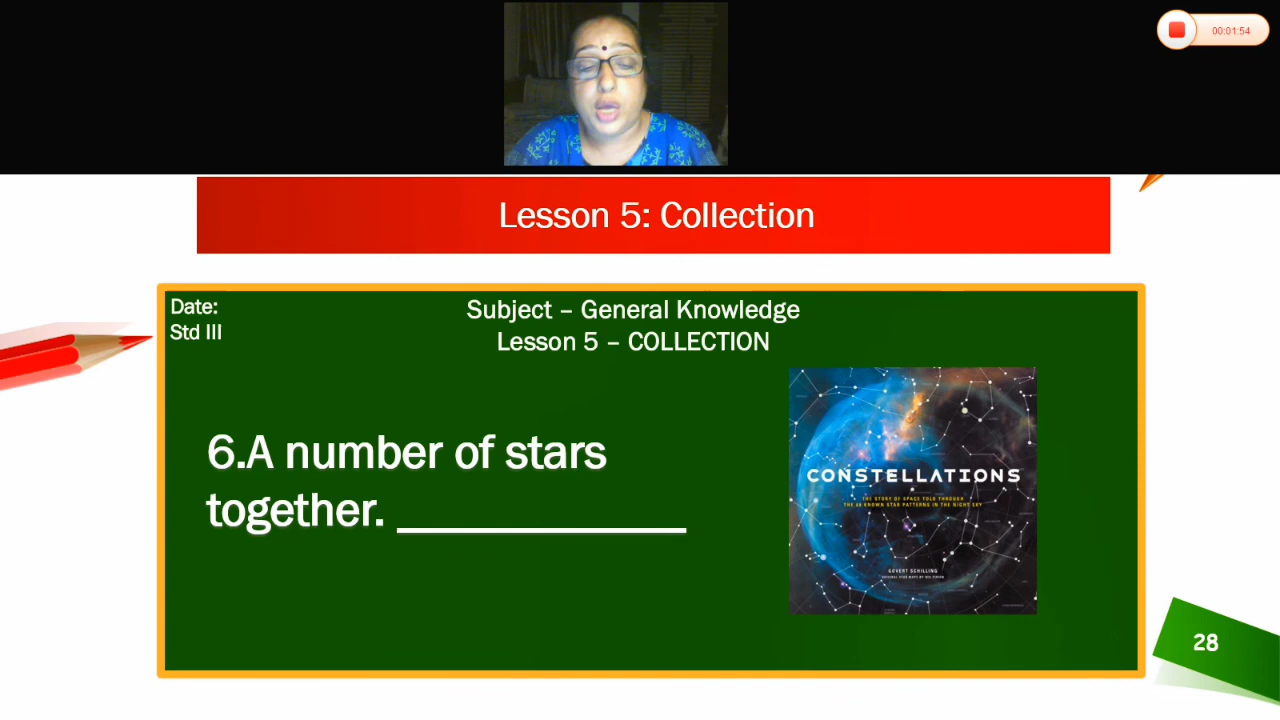 00:01:54
Lesson 5: Collection
Date:
Std III
Subject – General Knowledge
Lesson 5 – COLLECTION
6.A number of stars
together. ______________
CONSTELLATIONS
THE STORY OF SPACE TOLD THROUGH
THE 88 KNOWN STAR PATTERNS IN THE NIGHT SKY
GOVERT SCHILLING
28